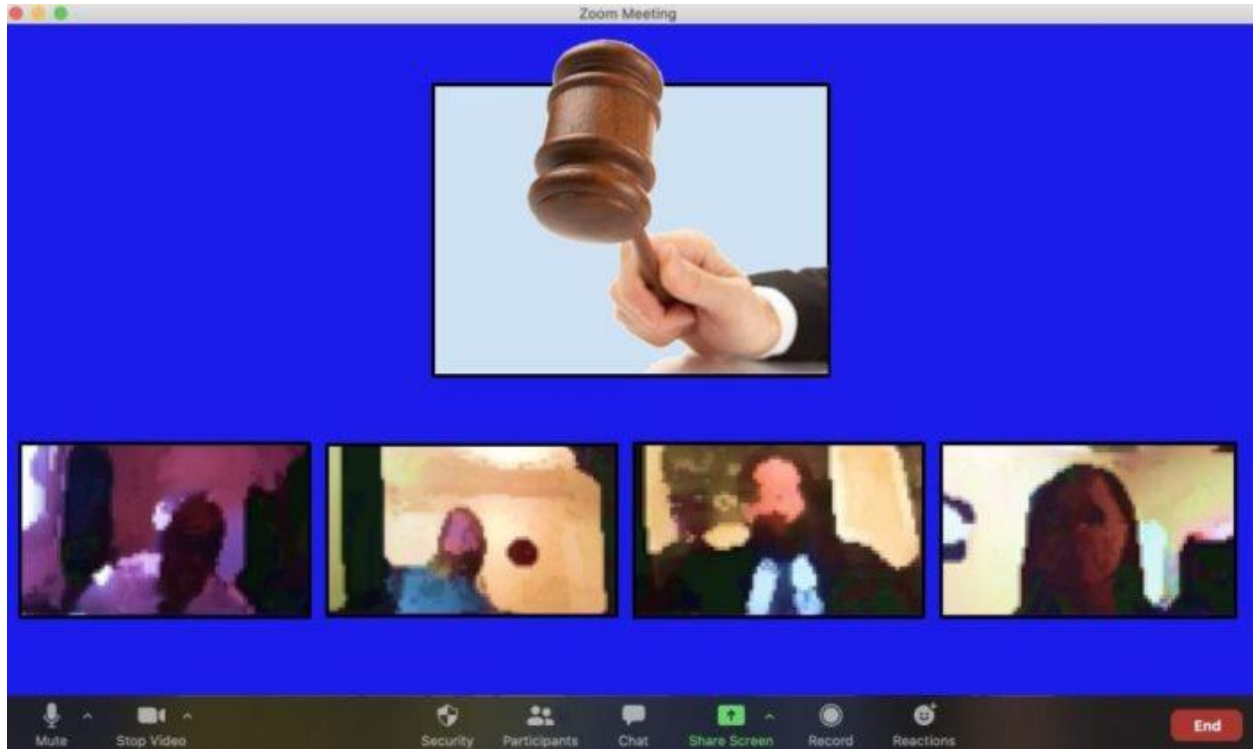 Zoom Meeting
Mute
Stop Video
Security
Participants
Chat
Share Screen
Record
Reactions
End